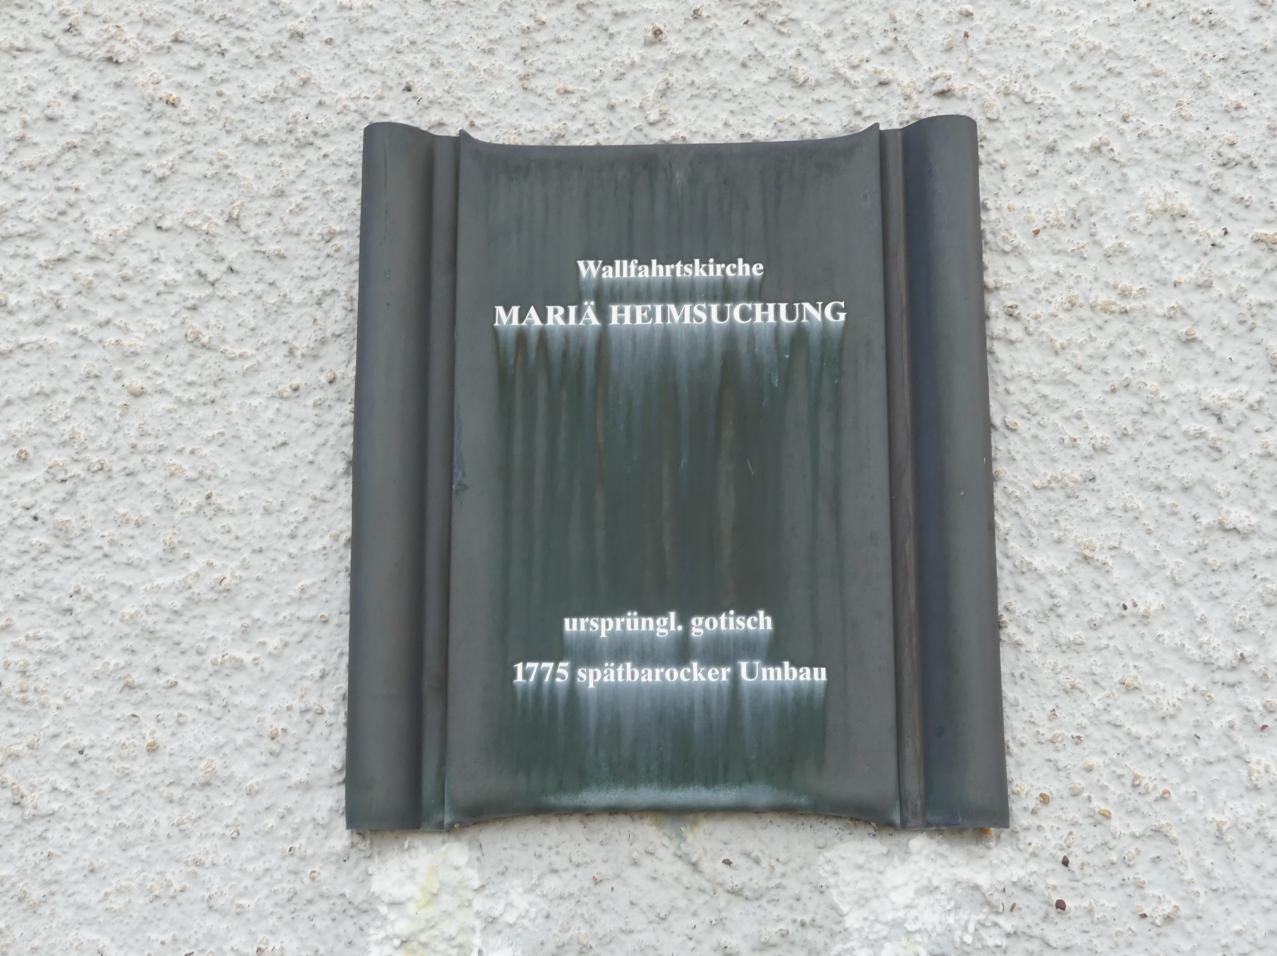 Wallfahrtskirche
MARIÄ HEIMSUCHUNG
ursprüngl. gotisch
1775 spätbarocker Umbau